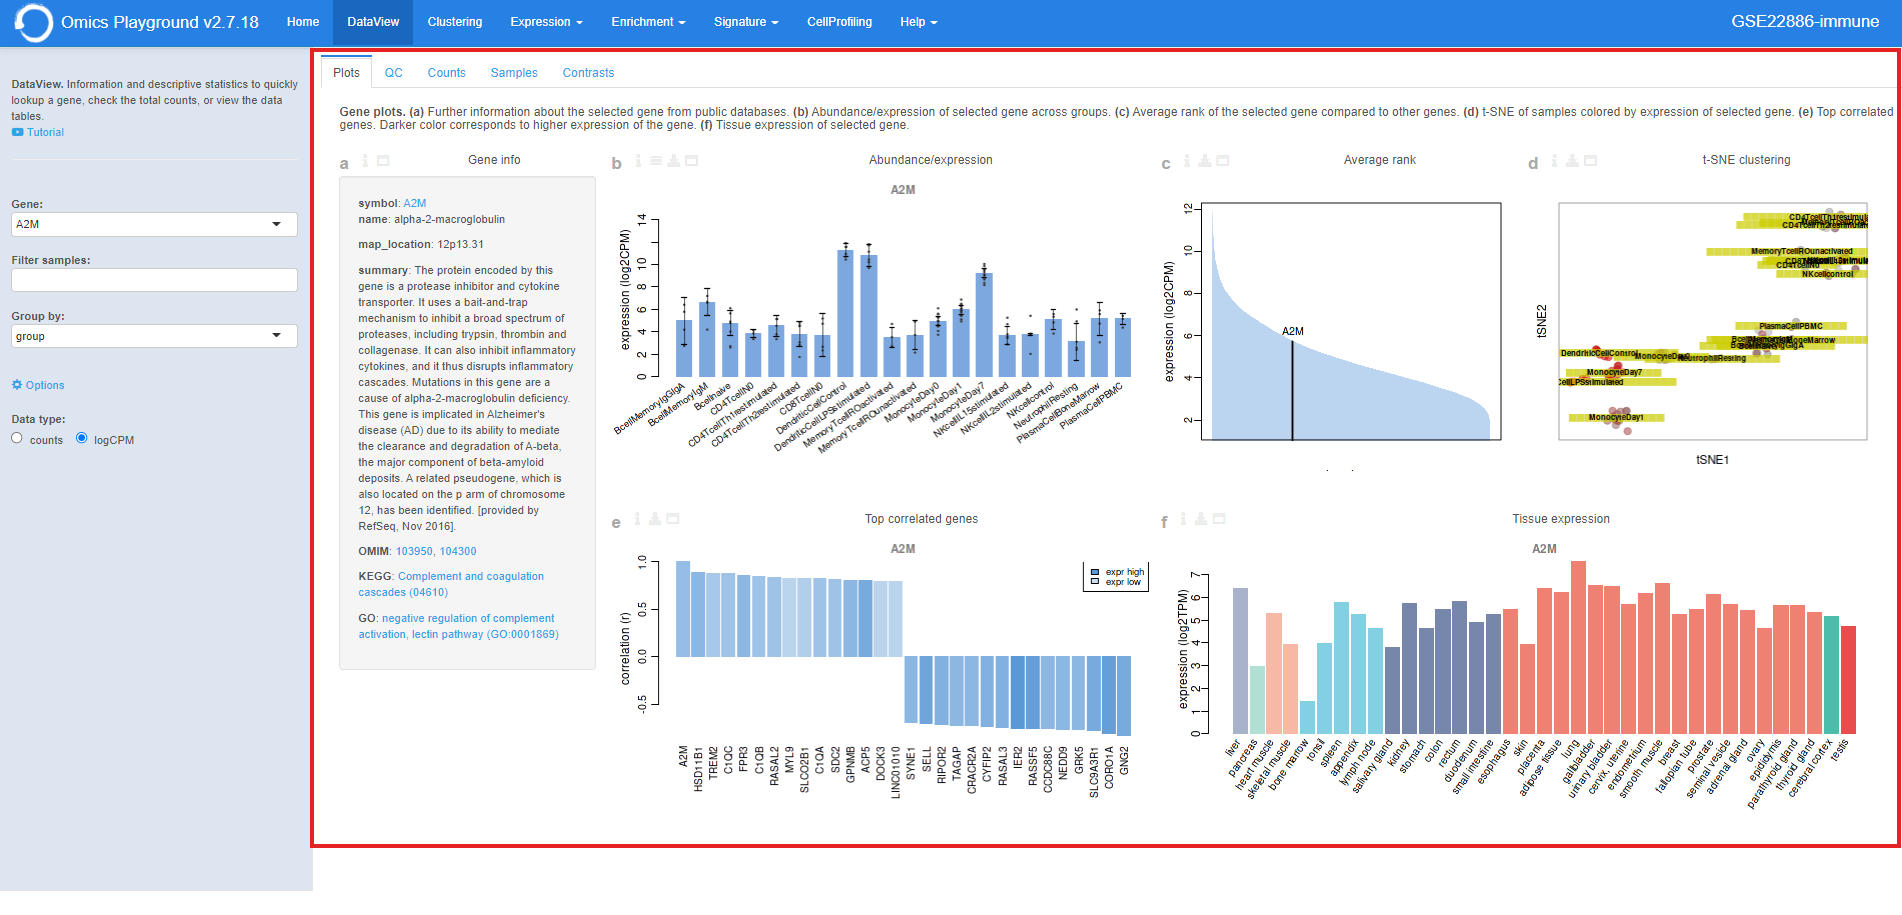 Omics Playground v2.7.18
Home
DataView
Clustering
Expression
Enrichment
Signature
CellProfiling
Help
GSE22886-immune
DataView. Information and descriptive statistics to quickly
lookup a gene, check the total counts, or view the data
tables.
Tutorial
Gene:
A2M
Filter samples:
Group by:
group
Options
Data type:
counts
logCPM
Plots
QC
Counts
Samples
Contrasts
Gene plots. (a) Further information about the selected gene from public databases. (b) Abundance/expression of selected gene across groups. (c) Average rank of the selected gene compared to other genes. (d) t-SNE of samples colored by expression of selected gene. (e) Top correlated
genes. Darker color corresponds to higher expression of the gene. (f) Tissue expression of selected gene.
a
Gene info
symbol: A2M
name: alpha-2-macroglobulin
map_location: 12p13.31
summary: The protein encoded by this
gene is a protease inhibitor and cytokine
transporter. It uses a bait-and-trap
mechanism to inhibit a broad spectrum of
proteases, including trypsin, thrombin and
collagenase. It can also inhibit inflammatory
cytokines, and it thus disrupts inflammatory
cascades. Mutations in this gene are a
cause of alpha-2-macroglobulin deficiency.
This gene is implicated in Alzheimer's
disease (AD) due to its ability to mediate
the clearance and degradation of A-beta,
the major component of beta-amyloid
deposits. A related pseudogene, which is
also located on the p arm of chromosome
12, has been identified. [provided by
RefSeq, Nov 2016].
OMIM: 103950, 104300
KEGG: Complement and coagulation
cascades (04610)
GO: negative regulation of complement
activation, lectin pathway (GO:0001869)
b
Abundance/expression
A2M
expression (log2CPM)
0
2
4
6
8
10
14
BcellMemoryIgGIgA
BcellMemoryIgM
Bcellnaive
CD4TcellN0
CD4TcellTh1restimulated
CD4TcellTh2restimulated
CD8TcellN0
DendriticCellControl
DendriticCellLPSstimulated
MemoryTcellROactivated
MemoryTcellROunactivated
MonocyteDay0
MonocyteDay1
MonocyteDay7
NKcellIL15stimulated
NKcellIL2stimulated
NKcellcontrol
NeutrophilResting
PlasmaCellBoneMarrow
PlasmaCellPBMC
c
Average rank
expression (log2CPM)
2
4
6
8
10
12
A2M
d
t-SNE clustering
tSNE2
tSNE1
CD4TcellTh1restimula
CD4TcellTh2restimula
MemoryTcellROunactivated
CD4TcellN0
NKcellcontrol
PlasmaCellPBMC
DendriticCellControl
NeutrophilResting
MonocyteDay7
CellLPSstimulated
MonocyteDay1
e
Top correlated genes
A2M
correlation (r)
-0.5
0.0
0.5
1.0
expr high
expr low
A2M
HSD11B1
TREM2
C1QC
FPR3
C1QB
RASAL2
MYL9
SLCO2B1
C1QA
SDC2
GPNMB
ACP5
DOCK3
LINC01010
SYNE1
SELL
RIPOR2
TAGAP
CRACR2A
CYFIP2
RASAL3
IER2
RASSF5
CCDC88C
NEDD9
GRK5
SLC9A3R1
CORO1A
GNG2
f
Tissue expression
A2M
expression (log2TPM)
0
1
2
3
4
5
6
7
liver
pancreas
heart muscle
skeletal muscle
bone marrow
tonsil
spleen
appendix
lymph node
salivary gland
kidney
stomach
colon
rectum
duodenum
small intestine
esophagus
skin
placenta
adipose tissue
lung
gallbladder
urinary bladder
cervix, uterine
endometrium
smooth muscle
breast
fallopian tube
prostate
seminal vesicle
adrenal gland
ovary
epididymis
parathyroid gland
thyroid gland
cerebral cortex
testis